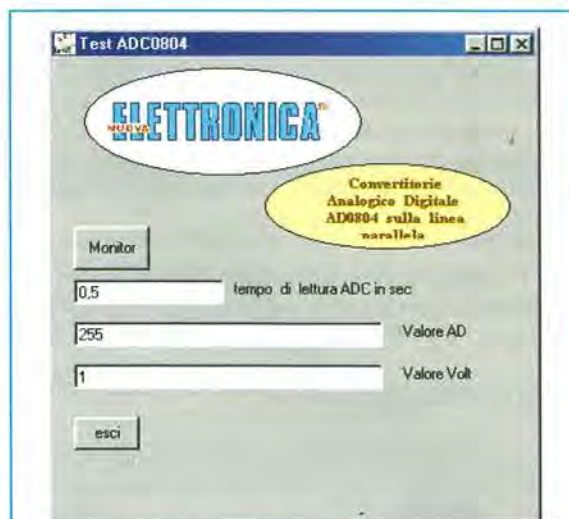 Test ADC0804
NUOVA ELETTRONICA
Convertitorie
Analogico Digitale
AD0804 sulla linea
parallela
Monitor
0,5 tempo di lettura ADC in sec
255 Valore AD
1 Valore Volt
esci